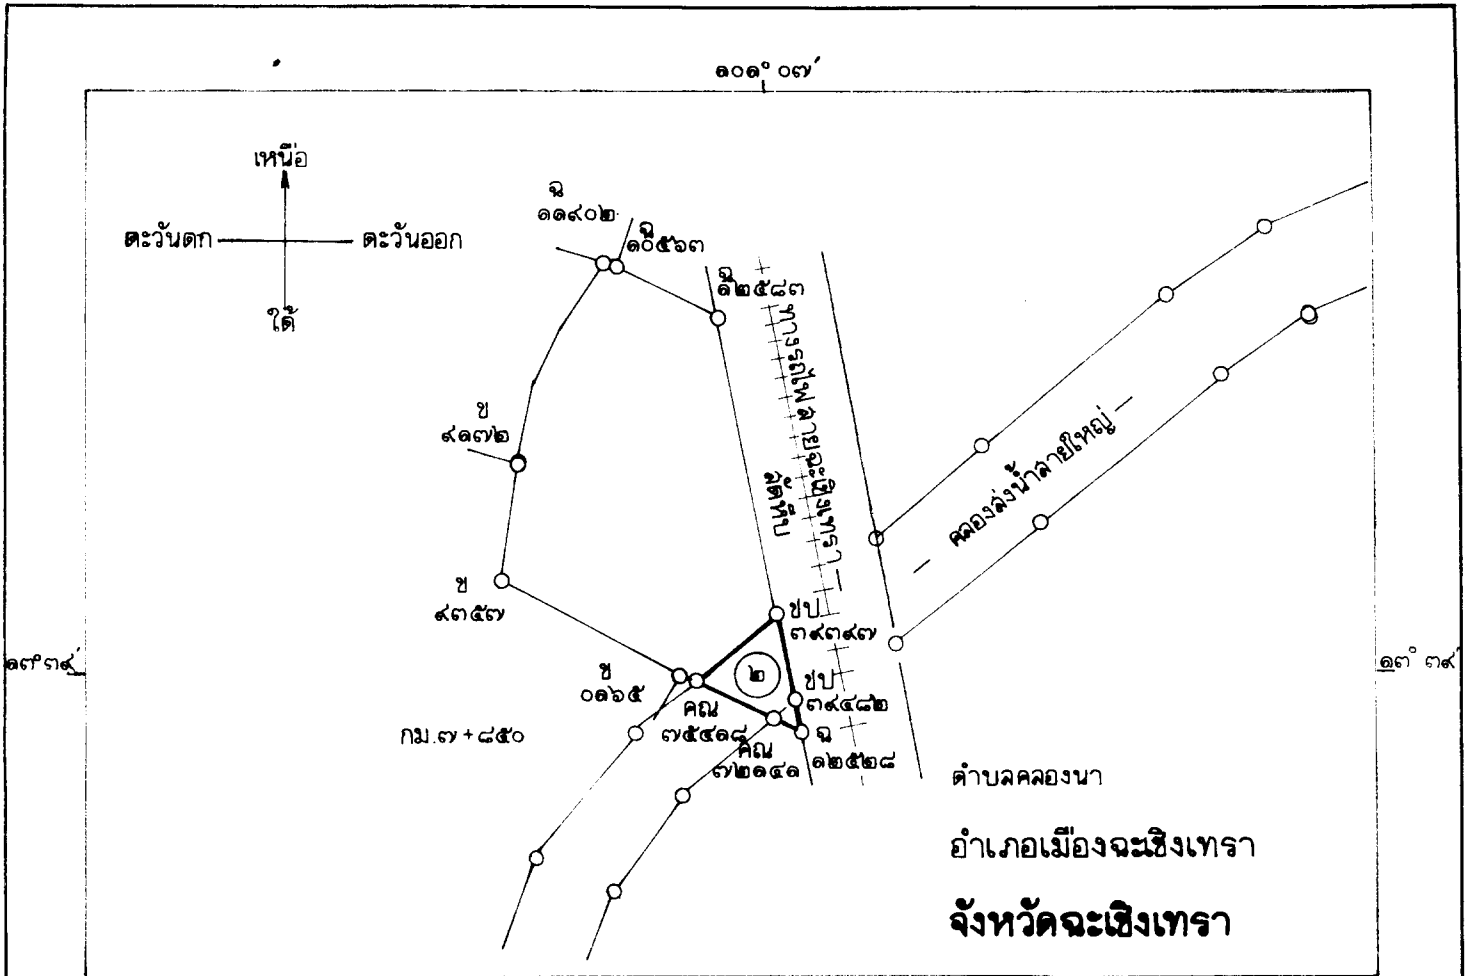 ๑๐๑° ๐๗′
เหนือ
ตะวันตก
ตะวันออก
ใต้
ฉ
๑๑๙๐๒
ฉ
๑๐๕๖๓
ฉ
๑๒๕๘๓
ทางรถไฟสายฉะเชิงเทรา –
สัตหีบ
ข
๙๑๗๒
– คลองส่งน้ำสายใหญ่ –
ข
๙๓๕๗
ชป
๓๙๓๙๗
๑๓° ๓๙′
๑๓° ๓๙′
ข
๐๑๖๕
๒
ชป
๓๙๔๘๒
คณ
๗๕๔๑๘
กม.๗+๘๕๐
ฉ
๑๒๕๒๘
คณ
๗๒๑๔๑
ตำบลคลองนา
อำเภอเมืองฉะเชิงเทรา
จังหวัดฉะเชิงเทรา